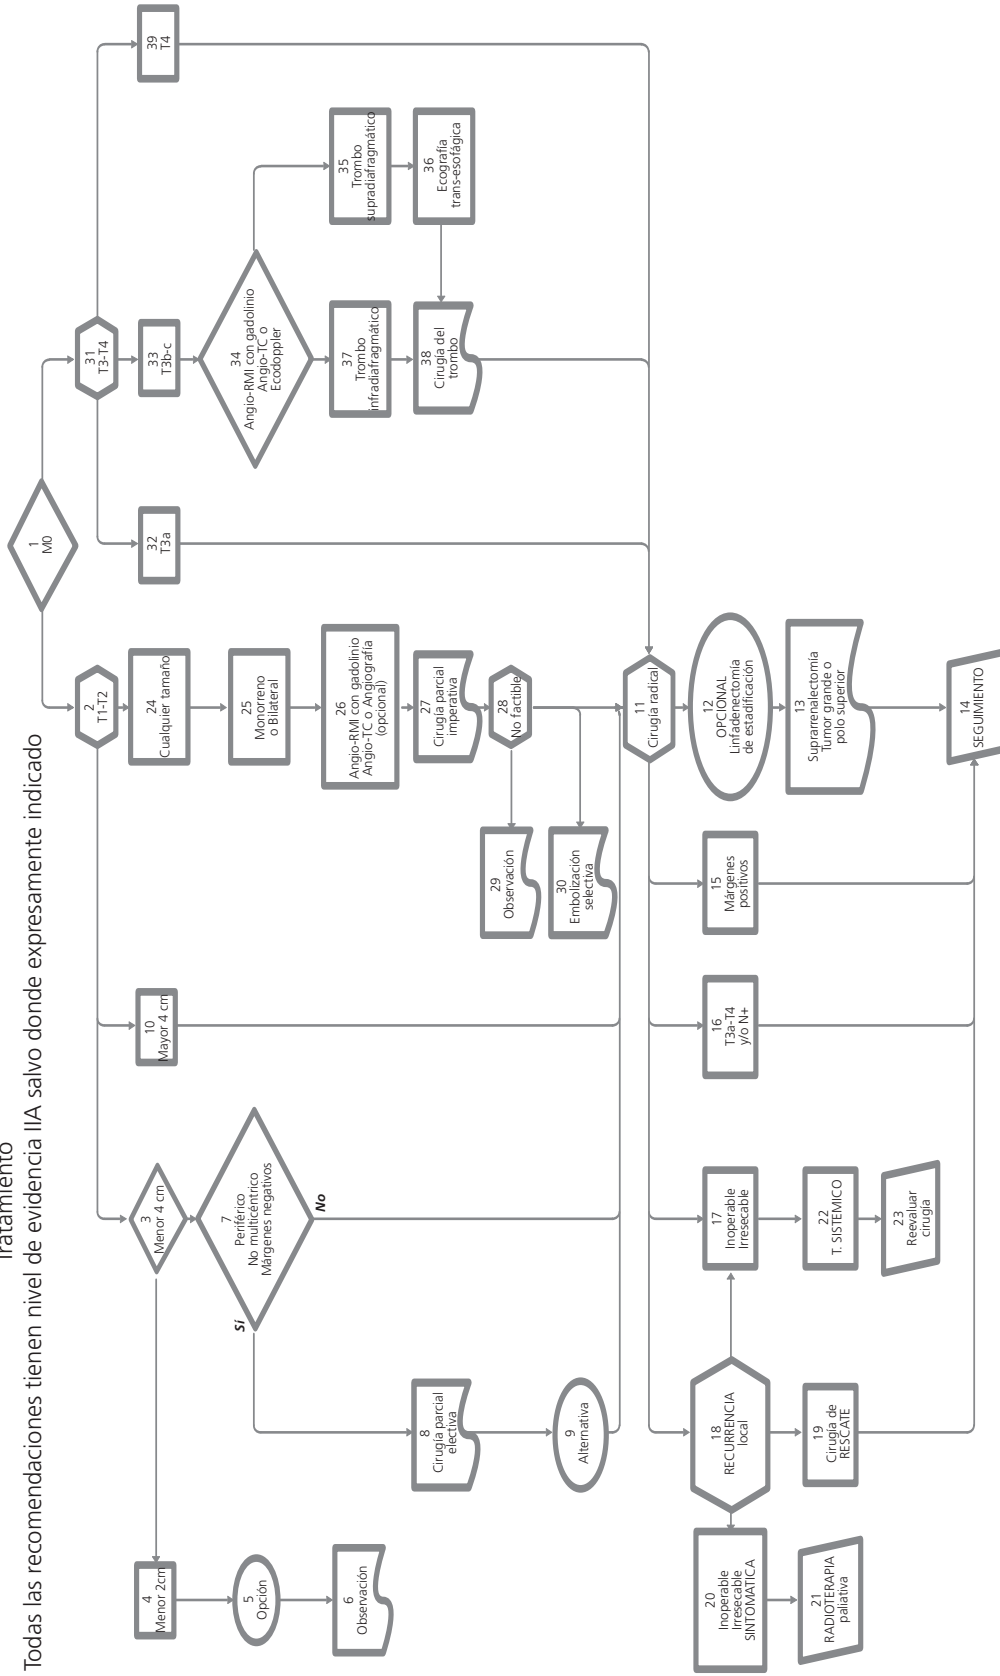 Tratamiento
Todas las recomendaciones tienen nivel de evidencia IIA salvo donde expresamente indicado
1
M0
2
T1-T2
3
Menor 4 cm
4
Menor 2cm
5
Opción
6
Observación
7
Periférico
No multicéntrico
Márgenes negativos
Si
No
8
Cirugía parcial
electiva
9
Alternativa
10
Mayor 4 cm
24
Cualquier tamaño
25
Monorreno
o Bilateral
26
Angio-RMI con gadolinio
Angio-TC o Angiografía
(opcional)
27
Cirugía parcial
imperativa
28
No factible
29
Observación
30
Embolización
selectiva
31
T3-T4
32
T3a
33
T3b-c
34
Angio-RMI con gadolinio
Angio-TC o
Ecodoppler
35
Trombo
supradiafragmático
36
Ecografía
trans-esofágica
37
Trombo
infradiafragmático
38
Cirugía del
trombo
39
T4
11
Cirugía radical
12
OPCIONAL
Linfadenectomía
de estadificación
13
Suprarrenalectomía
Tumor grande o
polo superior
14
SEGUIMIENTO
15
Márgenes
positivos
16
T3a-T4
y/o N+
17
Inoperable
Irresecable
22
T. SISTEMICO
23
Reevaluar
cirugía
18
RECURRENCIA
local
19
Cirugía de
RESCATE
20
Inoperable
Irresecable
SINTOMATICA
21
RADIOTERAPIA
paliativa